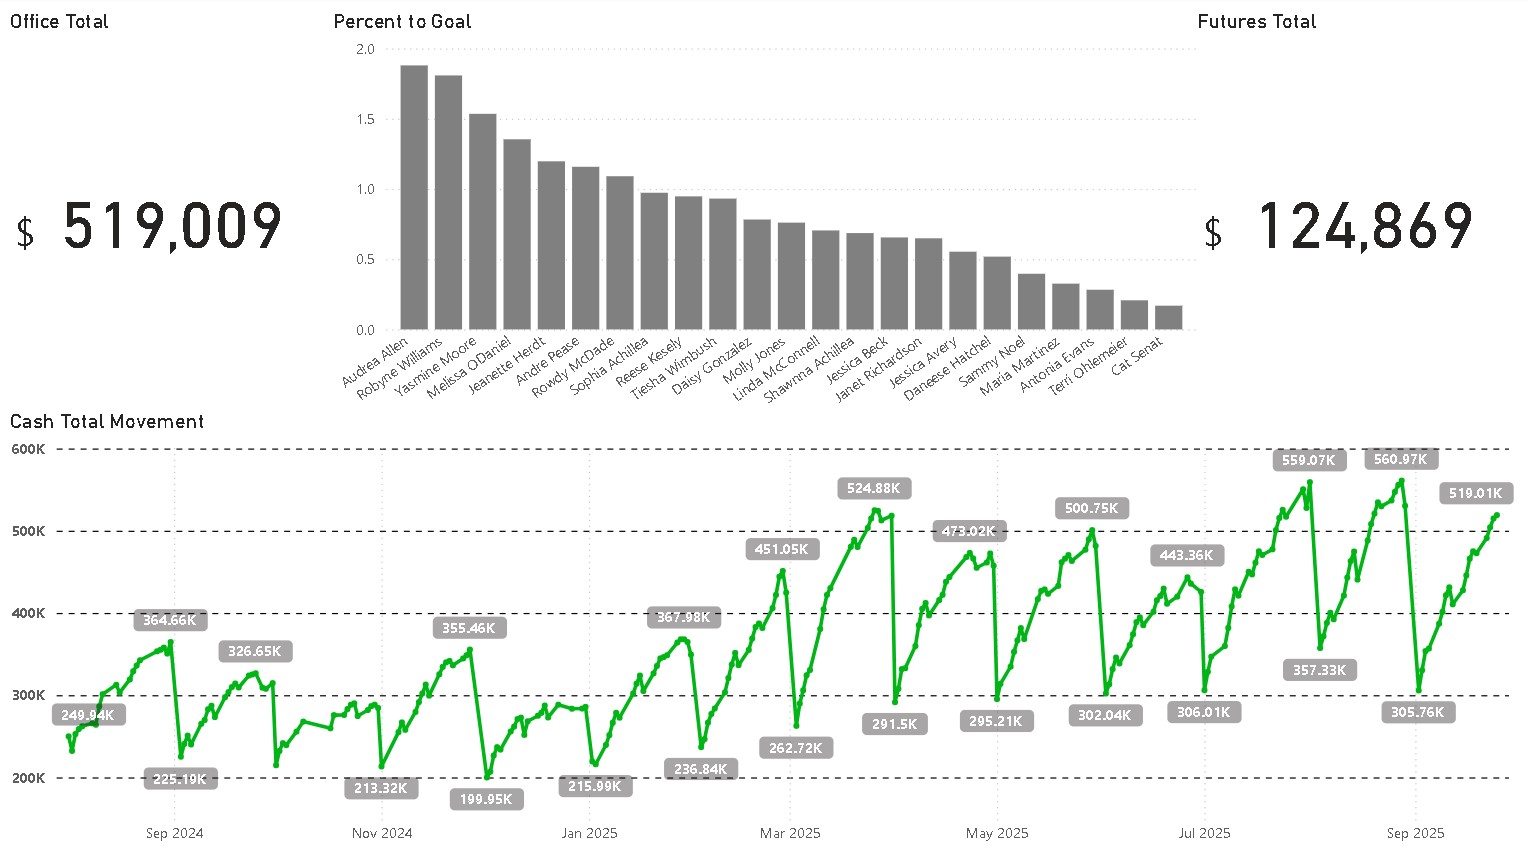 Office Total
$ 519,009
Percent to Goal
2.0
1.5
1.0
0.5
0.0
Audrea Allen
Robyne Williams
Yasmine Moore
Melissa ODaniel
Jeanette Herdt
Andre Pease
Rowdy McDade
Sophia Achillea
Reese Kesely
Tiesha Wimbush
Daisy Gonzalez
Molly Jones
Linda McConnell
Shawnna Achillea
Jessica Beck
Janet Richardson
Jessica Avery
Daneese Hatchel
Sammy Noel
Maria Martinez
Antonia Evans
Terri Ohlemeier
Cat Senat
Futures Total
$ 124,869
Cash Total Movement
600K
500K
400K
300K
200K
249.94K
364.66K
225.19K
326.65K
213.32K
355.46K
199.95K
215.99K
367.98K
236.84K
451.05K
262.72K
524.88K
291.5K
473.02K
295.21K
500.75K
302.04K
443.36K
306.01K
559.07K
357.33K
560.97K
305.76K
519.01K
Sep 2024
Nov 2024
Jan 2025
Mar 2025
May 2025
Jul 2025
Sep 2025